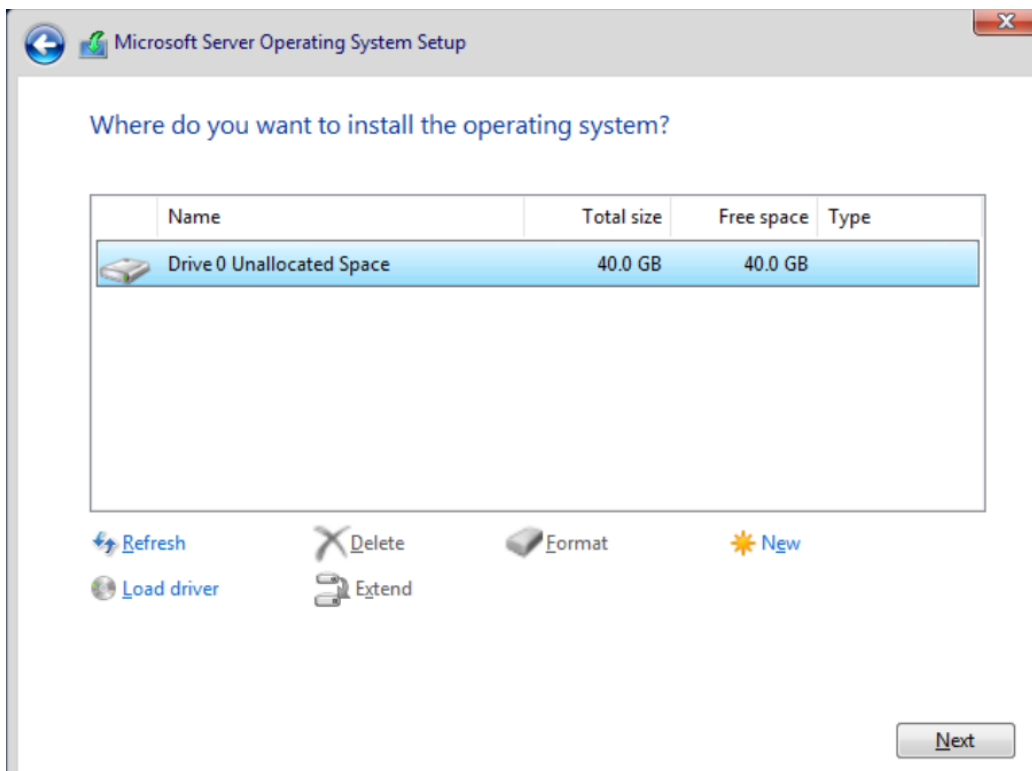 Microsoft Server Operating System Setup
Where do you want to install the operating system?
Name Total size Free space Type
Drive 0 Unallocated Space 40.0 GB 40.0 GB
Refresh Delete Format New
Load driver Extend
Next